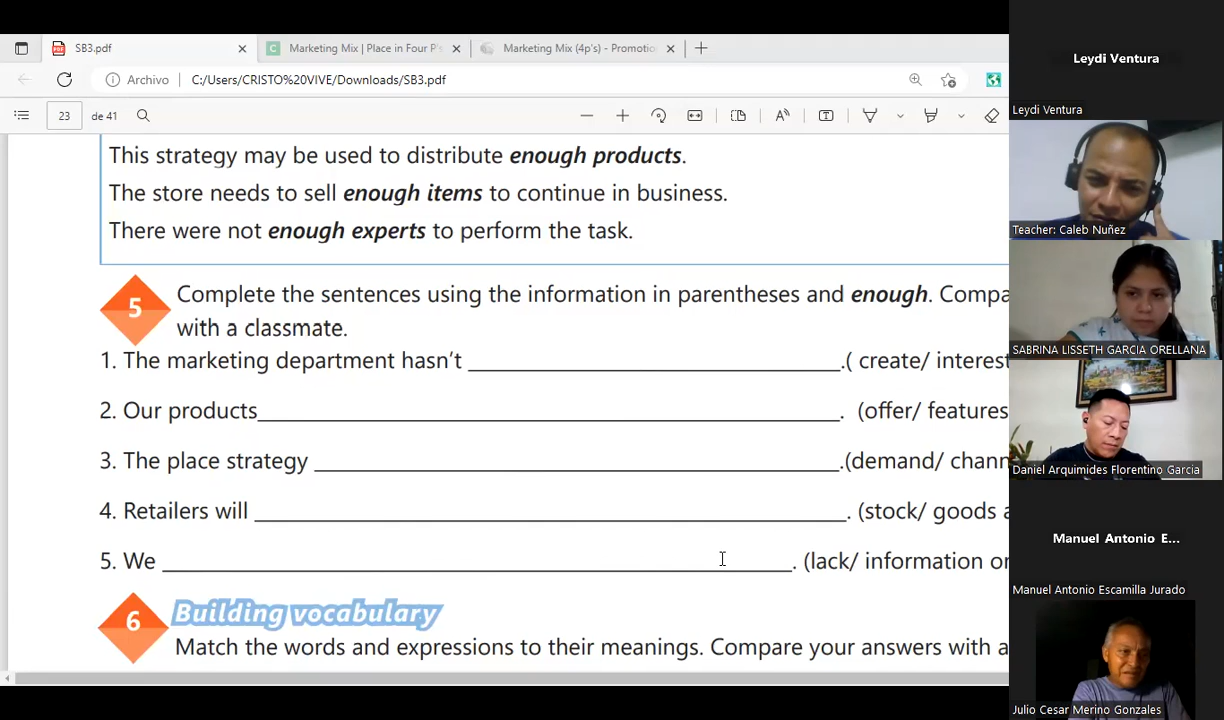 SB3.pdf
Marketing Mix | Place in Four P's
Marketing Mix (4p's) - Promotio
Archivo
C:/Users/CRISTO%20VIVE/Downloads/SB3.pdf
23 de 41
This strategy may be used to distribute enough products.
The store needs to sell enough items to continue in business.
There were not enough experts to perform the task.
5 Complete the sentences using the information in parentheses and enough. Compa
with a classmate.
1. The marketing department hasn't ______.( create/ interest
2. Our products______. (offer/ features
3. The place strategy ______.(demand/ chann
4. Retailers will ______. (stock/ goods a
5. We ______. (lack/ information or
6 Building vocabulary
Match the words and expressions to their meanings. Compare your answers with a
Leydi Ventura
Leydi Ventura
Teacher: Caleb Nuñez
SABRINA LISSETH GARCIA ORELLANA
Daniel Arquimides Florentino Garcia
Manuel Antonio E...
Manuel Antonio Escamilla Jurado
Julio Cesar Merino Gonzales